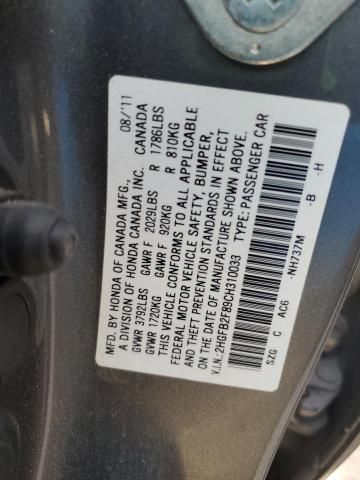 MFD. BY HONDA OF CANADA MFG., 08/'11
A DIVISION OF HONDA CANADA INC. CANADA
GVWR 3792LBS GAWR F 2029LBS R 1786LBS
GVWR 1720KG GAWR F 920KG R 810KG
THIS VEHICLE CONFORMS TO ALL APPLICABLE
FEDERAL MOTOR VEHICLE SAFETY, BUMPER,
AND THEFT PREVENTION STANDARDS IN EFFECT
ON THE DATE OF MANUFACTURE SHOWN ABOVE.
V.I.N.:2HGFB2F89CH310033 TYPE:PASSENGER CAR
SZG C AC6 -NH737M -B -H